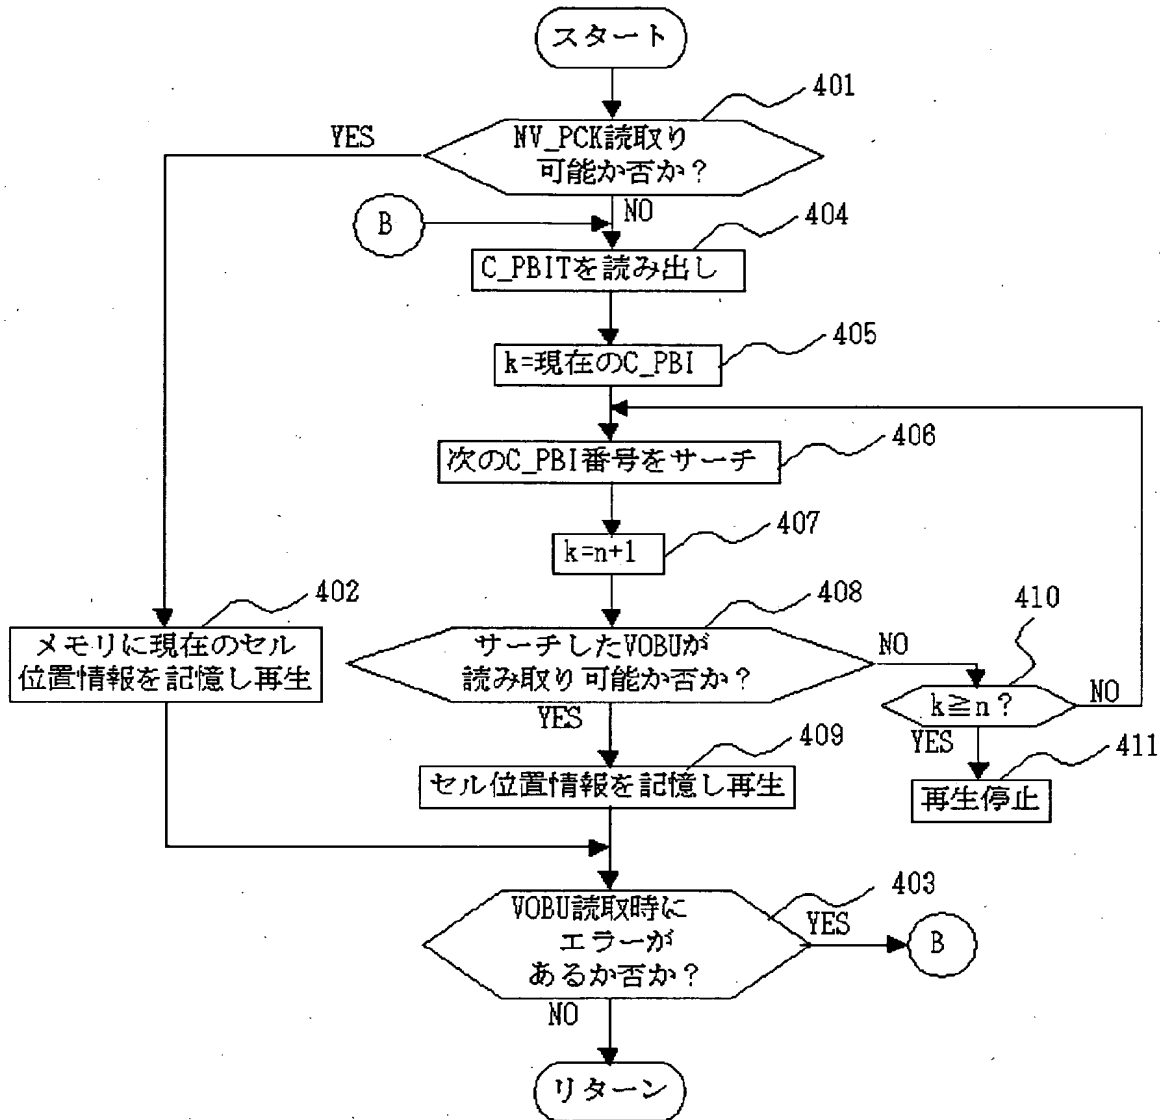 スタート
401
YES
NV_PCK読取り
可能か否か？
NO
B
404
C_PBITを読み出し
405
k=現在のC_PBI
406
次のC_PBI番号をサーチ
407
k=n+1
402
メモリに現在のセル
位置情報を記憶し再生
408
サーチしたVOBUが
読み取り可能か否か？
NO
410
k≧n？
NO
YES
YES
409
411
セル位置情報を記憶し再生
再生停止
403
VOBU読取時に
エラーが
あるか否か？
YES
B
NO
リターン